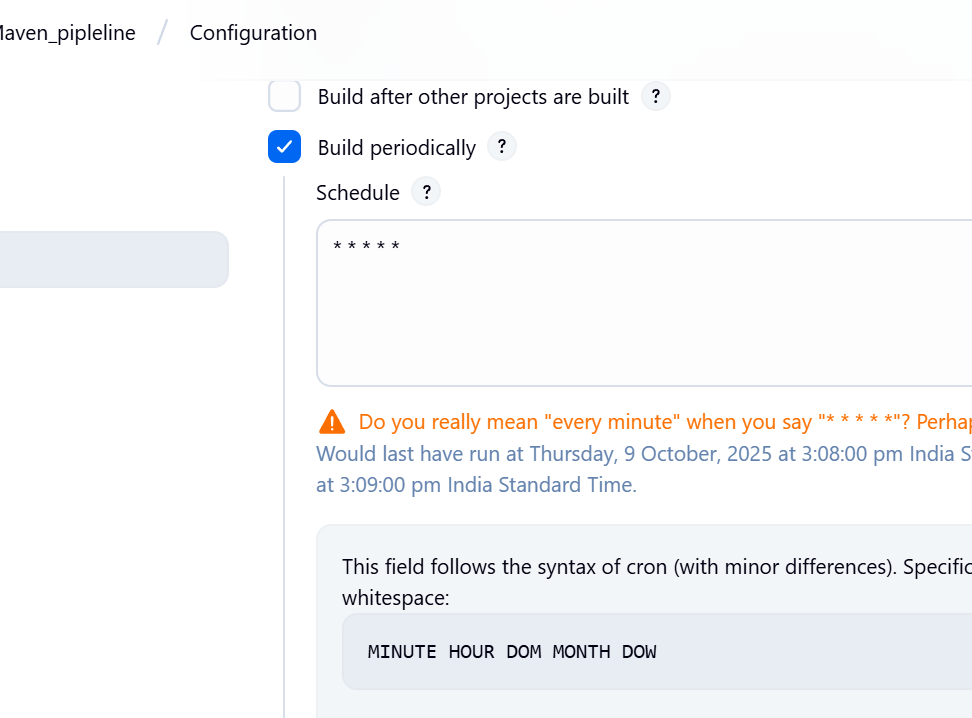 Maven_pipleline / Configuration
Build after other projects are built ?
Build periodically ?
Schedule ?
* * * * *
Do you really mean "every minute" when you say "* * * * *"? Perhap
Would last have run at Thursday, 9 October, 2025 at 3:08:00 pm India S
at 3:09:00 pm India Standard Time.
This field follows the syntax of cron (with minor differences). Specific
whitespace:
MINUTE HOUR DOM MONTH DOW